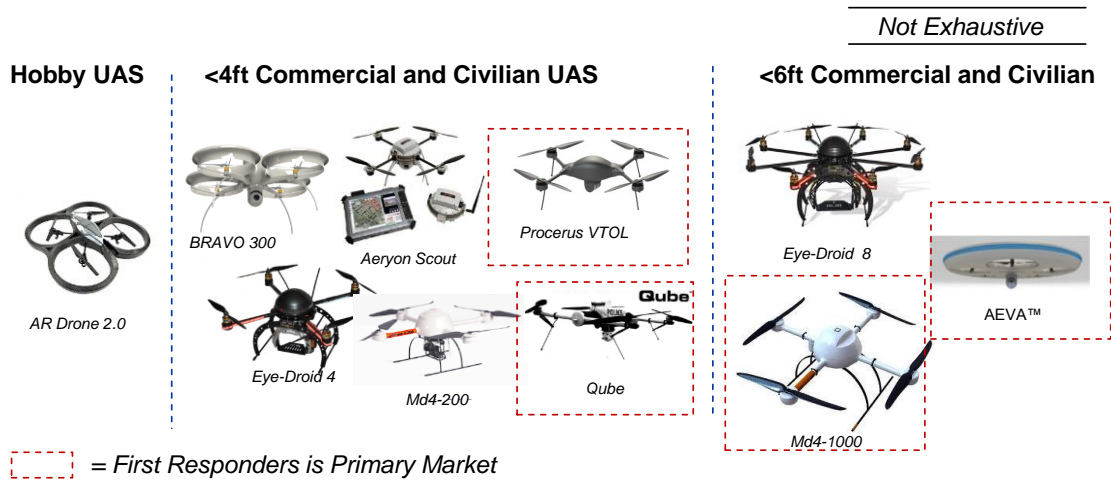 Not Exhaustive
Hobby UAS
<4ft Commercial and Civilian UAS
<6ft Commercial and Civilian
BRAVO 300
Aeryon Scout
Procerus VTOL
Eye-Droid 8
AR Drone 2.0
Eye-Droid 4
Md4-200
Qube
POLICE
Qube
AEVA™
Md4-1000
= First Responders is Primary Market